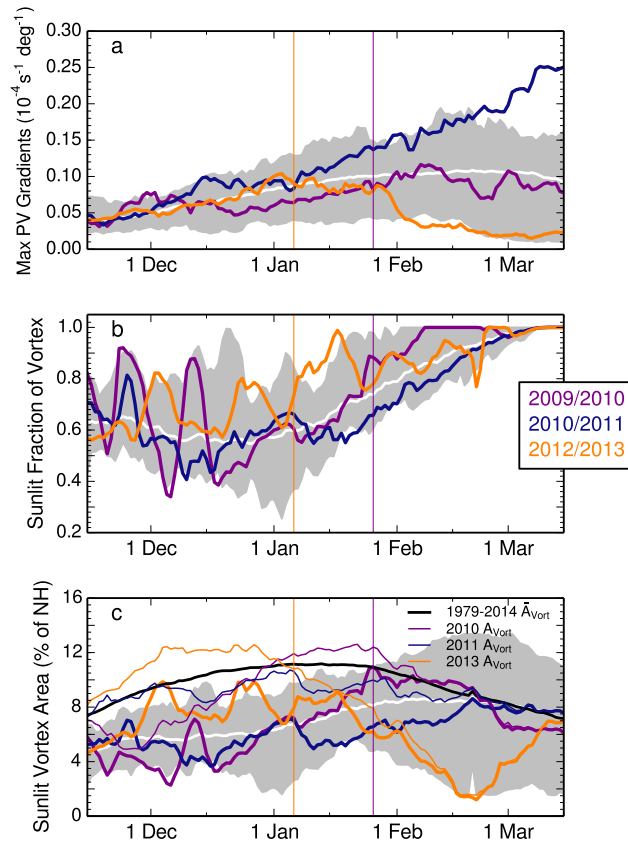 a
Max PV Gradients (10⁻⁴ s⁻¹ deg⁻¹)
0.30
0.25
0.20
0.15
0.10
0.05
0.00
1 Dec 1 Jan 1 Feb 1 Mar
b
Sunlit Fraction of Vortex
1.0
0.8
0.6
0.4
0.2
1 Dec 1 Jan 1 Feb 1 Mar
2009/2010
2010/2011
2012/2013
c
Sunlit Vortex Area (% of NH)
16
12
8
4
0
1979-2014 Ā_Vort
2010 A_Vort
2011 A_Vort
2013 A_Vort
1 Dec 1 Jan 1 Feb 1 Mar